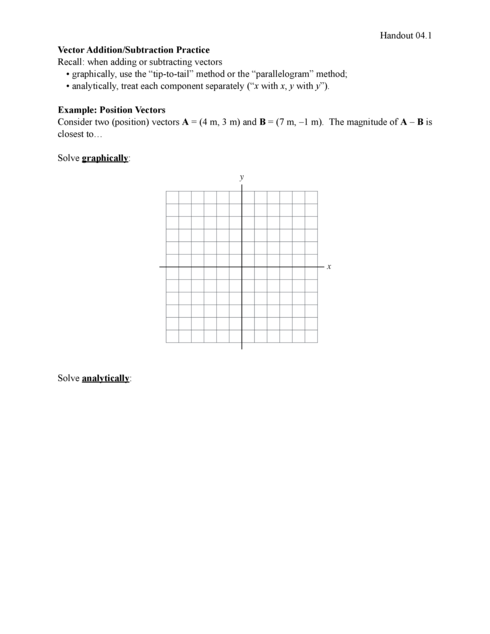 Handout 04.1
Vector Addition/Subtraction Practice
Recall: when adding or subtracting vectors
• graphically, use the “tip-to-tail” method or the “parallelogram” method;
• analytically, treat each component separately (“x with x, y with y”).
Example: Position Vectors
Consider two (position) vectors A = (4 m, 3 m) and B = (7 m, –1 m). The magnitude of A – B is
closest to…
Solve graphically:
y
x
Solve analytically: